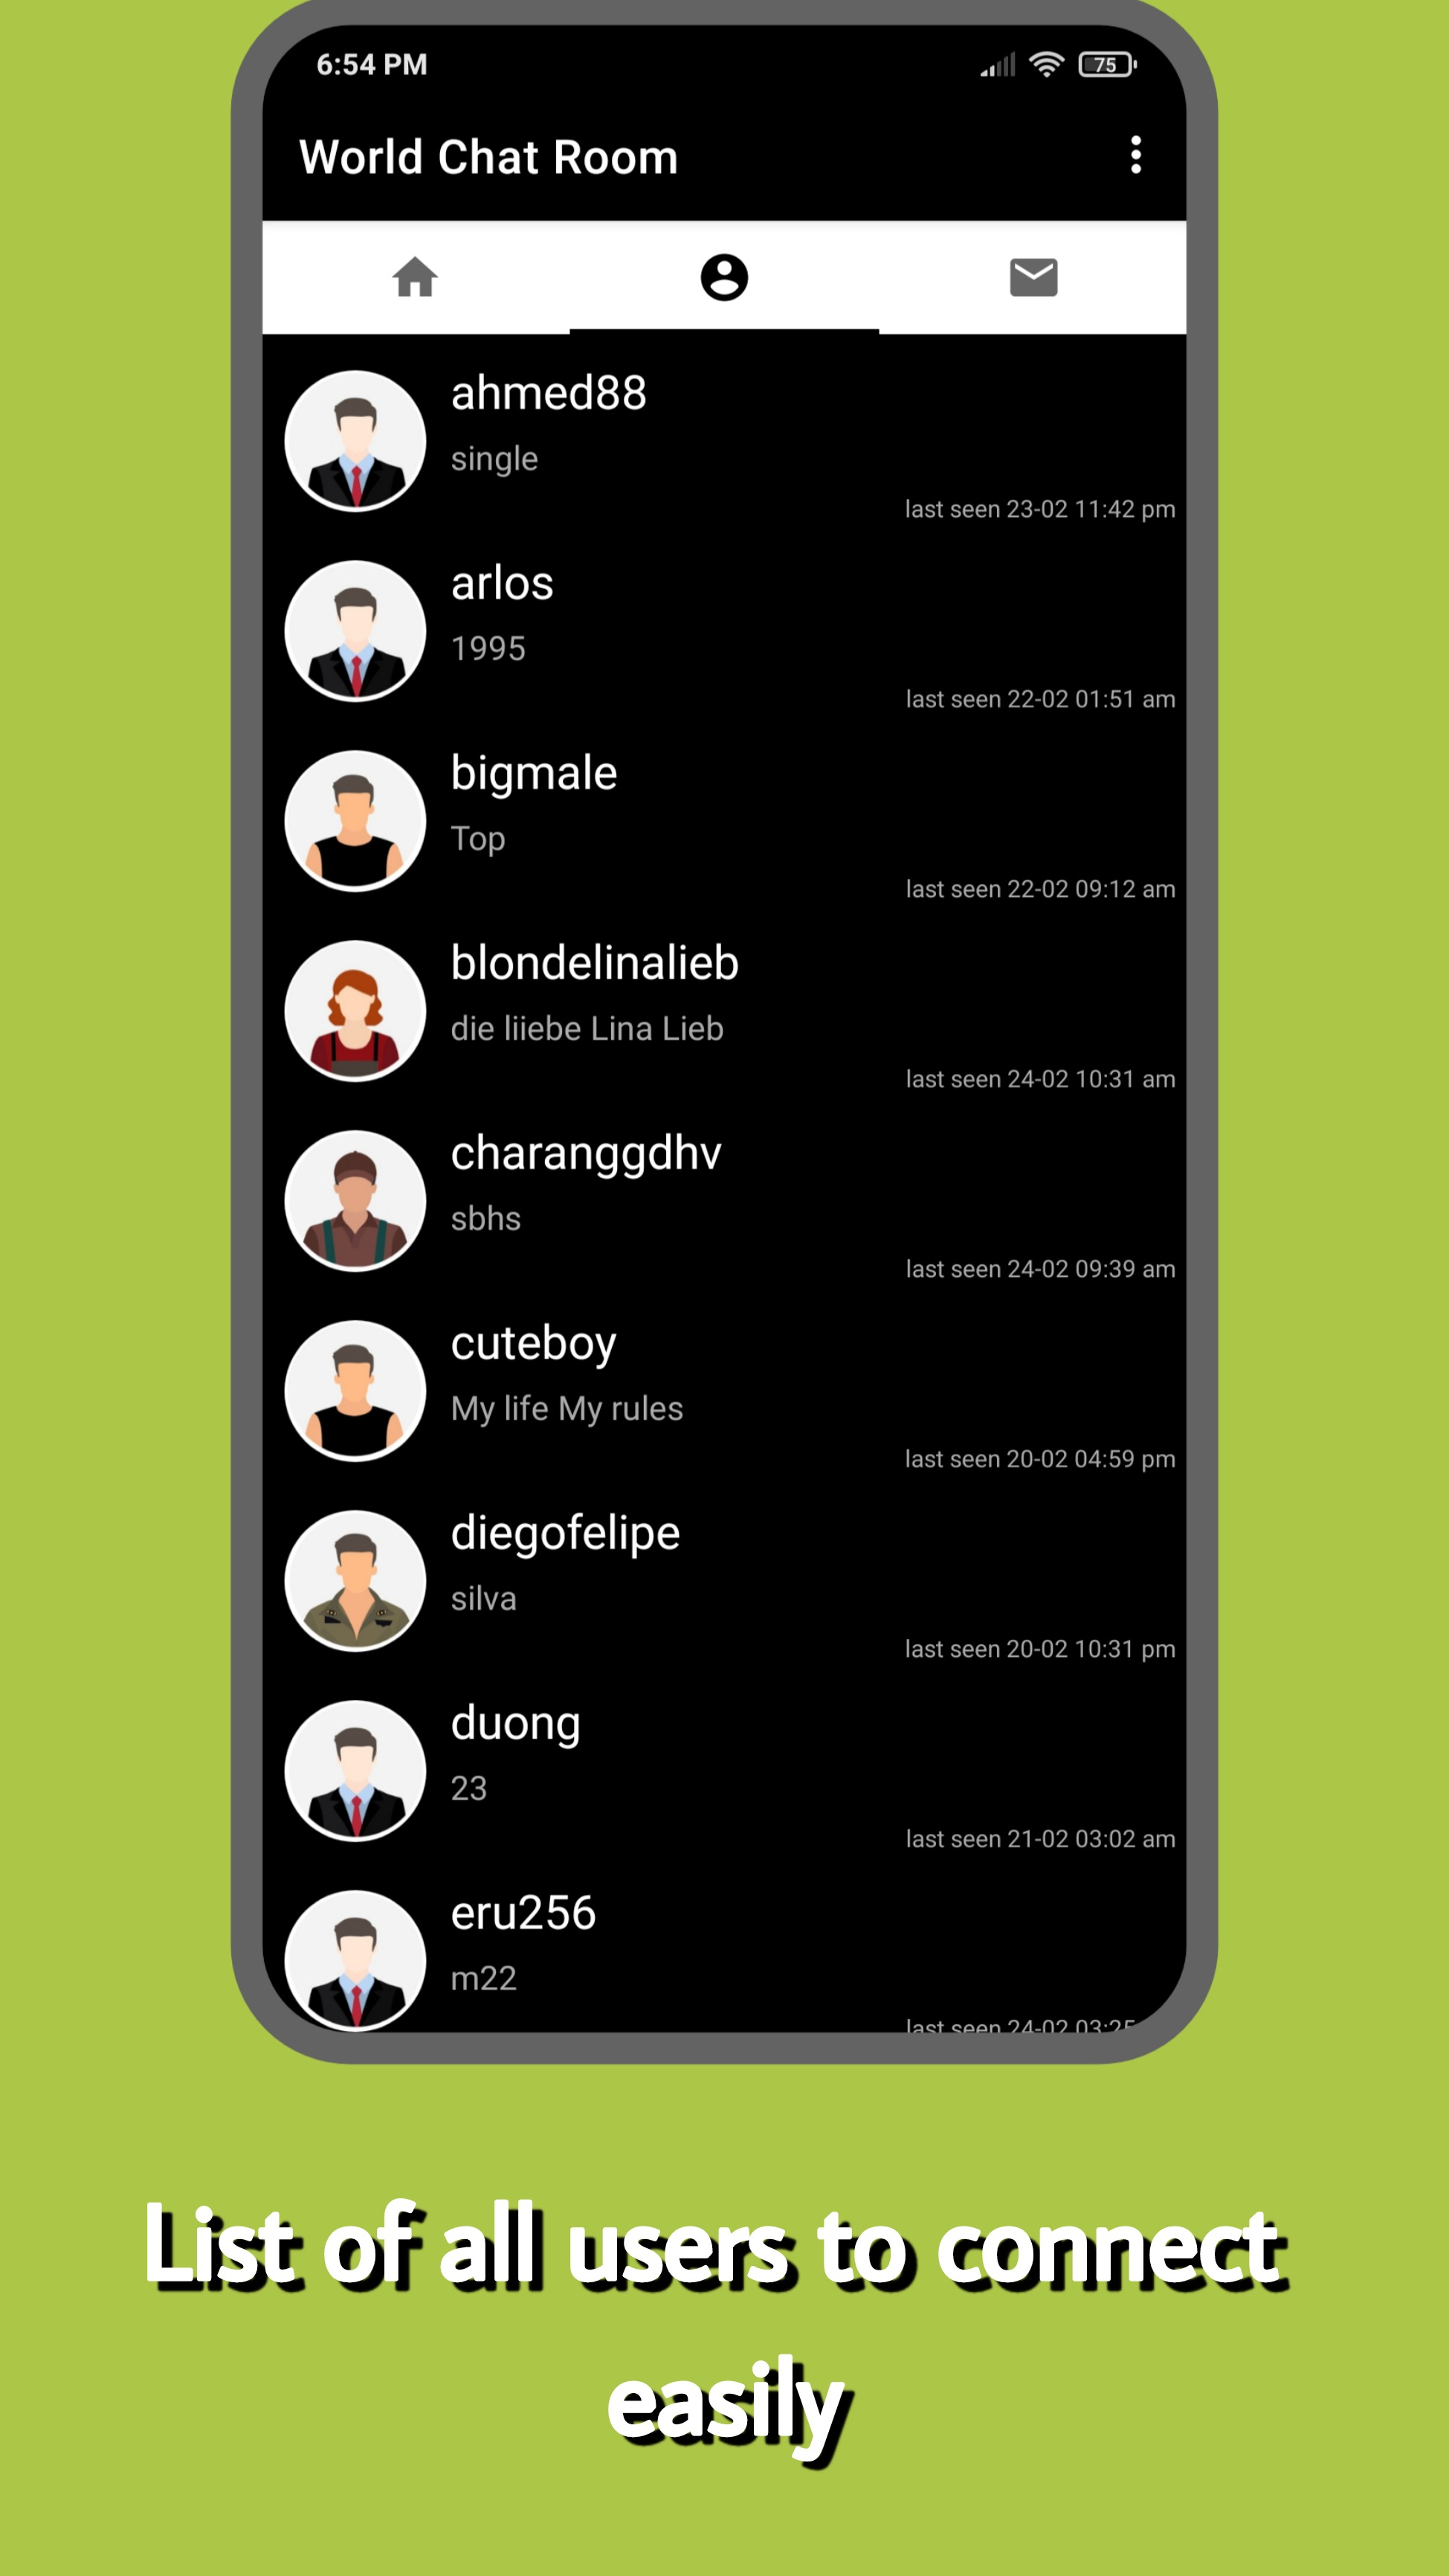 6:54 PM
75
World Chat Room
ahmed88
single
last seen 23-02 11:42 pm
arlos
1995
last seen 22-02 01:51 am
bigmale
Top
last seen 22-02 09:12 am
blondelinalieb
die liiebe Lina Lieb
last seen 24-02 10:31 am
charanggdhv
sbhs
last seen 24-02 09:39 am
cuteboy
My life My rules
last seen 20-02 04:59 pm
diegofelipe
silva
last seen 20-02 10:31 pm
duong
23
last seen 21-02 03:02 am
eru256
m22
last seen 24-02 03:25
List of all users to connect
easily